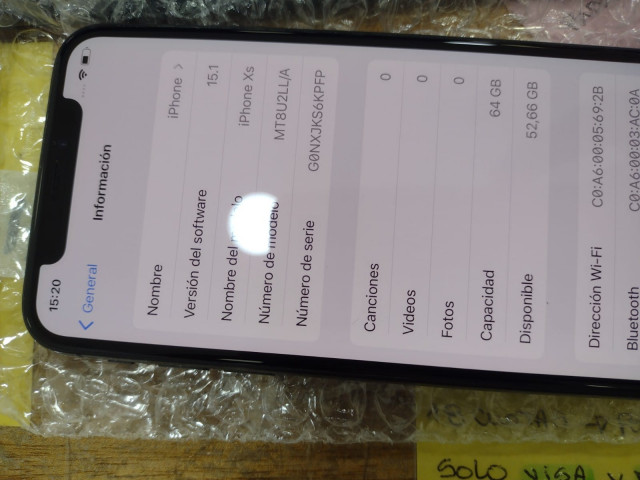 15:20
General
Información
Nombre iPhone
Versión del software 15.1
Nombre del modelo iPhone Xs
Número de modelo MT8U2LL/A
Número de serie G0NXJKS6KPFP
Canciones 0
Videos 0
Fotos 0
Capacidad 64 GB
Disponible 52,66 GB
Dirección Wi-Fi C0:A6:00:05:69:2B
Bluetooth C0:A6:00:03:AC:0A
SOLO VISA